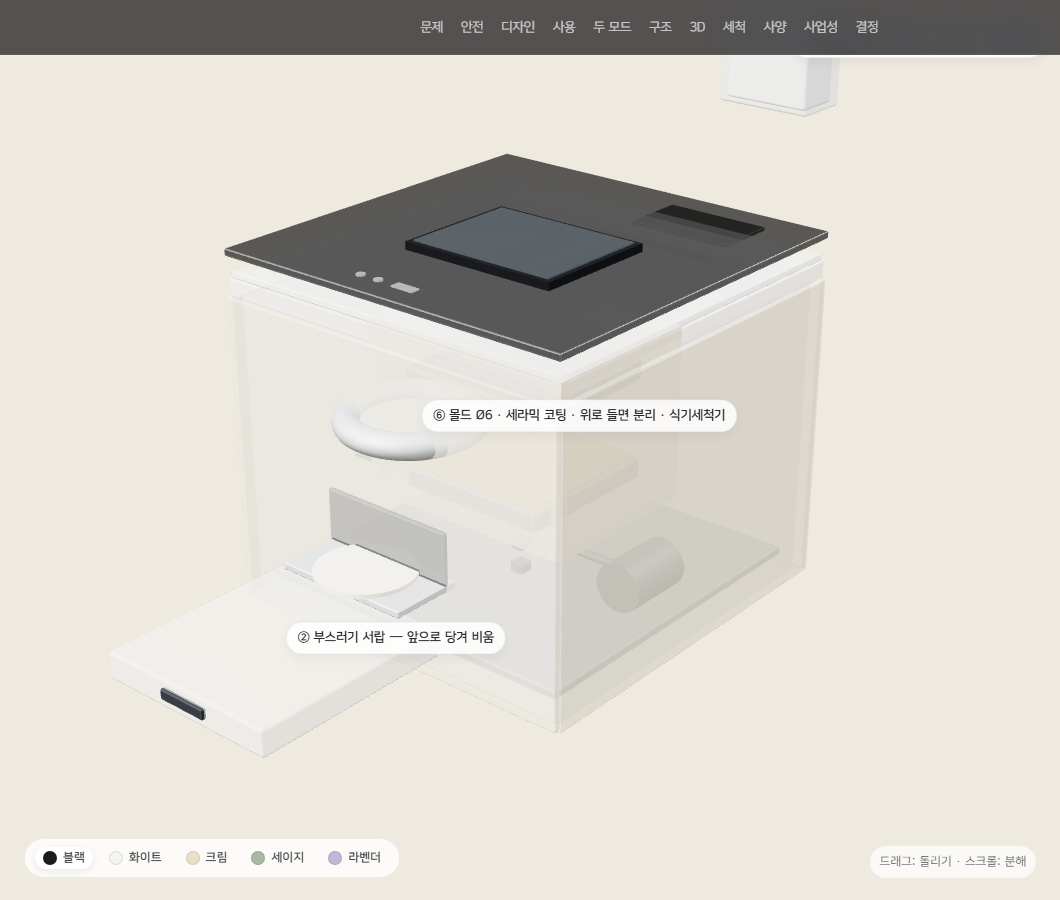 문제 안전 디자인 사용 두 모드 구조 3D 세척 사양 사업성 결정
⑥ 몰드 Ø6 · 세라믹 코팅 · 위로 들면 분리 · 식기세척기
② 부스러기 서랍 — 앞으로 당겨 비움
블랙 화이트 크림 세이지 라벤더
드래그: 돌리기 · 스크롤: 분해